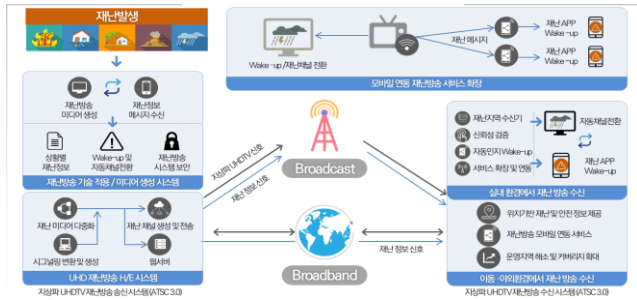 재난발생
재난방송
미디어 생성
재난정보
메시지 수신
상황별
재난정보
Wake-up 및
자동채널전환
재난방송
시스템 보안
재난방송 기술 적용 / 미디어 생성 시스템
재난 미디어 다중화
재난 채널 생성 및 전송
시그널링 변환 및 생성
웹서버
UHD 재난방송 H/E 시스템
지상파 UHDTV 재난방송 송신 시스템(ATSC 3.0)
Wake-up /재난채널 전환
재난 메시지
재난 APP
Wake-up
재난 APP
Wake-up
모바일 연동 재난방송 서비스 확장
지상파 UHDTV 신호
재난 정보 신호
Broadcast
Broadband
재난 정보 신호
재난지역 수신기
신뢰성 검증
자동인지 Wake-up
서비스 확장 및 연동
자동채널전환
재난 APP
Wake-up
실내 환경에서 재난 방송 수신
위치기반 재난 및 안전 정보 제공
재난방송 모바일 연동 서비스
운영지역 해소 및 커버리지 확대
이동·야외환경에서 재난 방송 수신
지상파 UHDTV 재난방송 수신 시스템(ATSC 3.0)